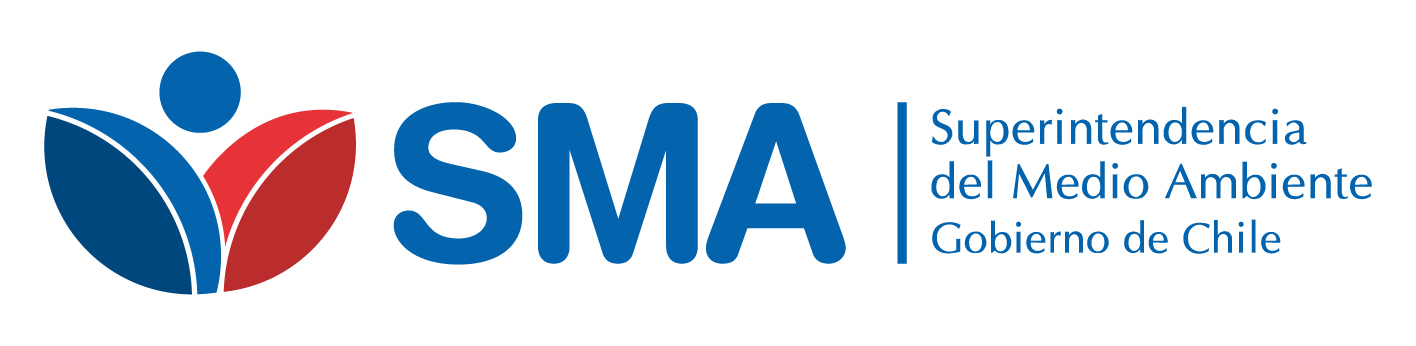 SMA
Superintendencia
del Medio Ambiente
Gobierno de Chile